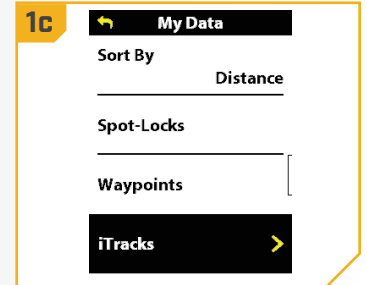 1c
My Data
Sort By
Distance
Spot-Locks
Waypoints
iTracks